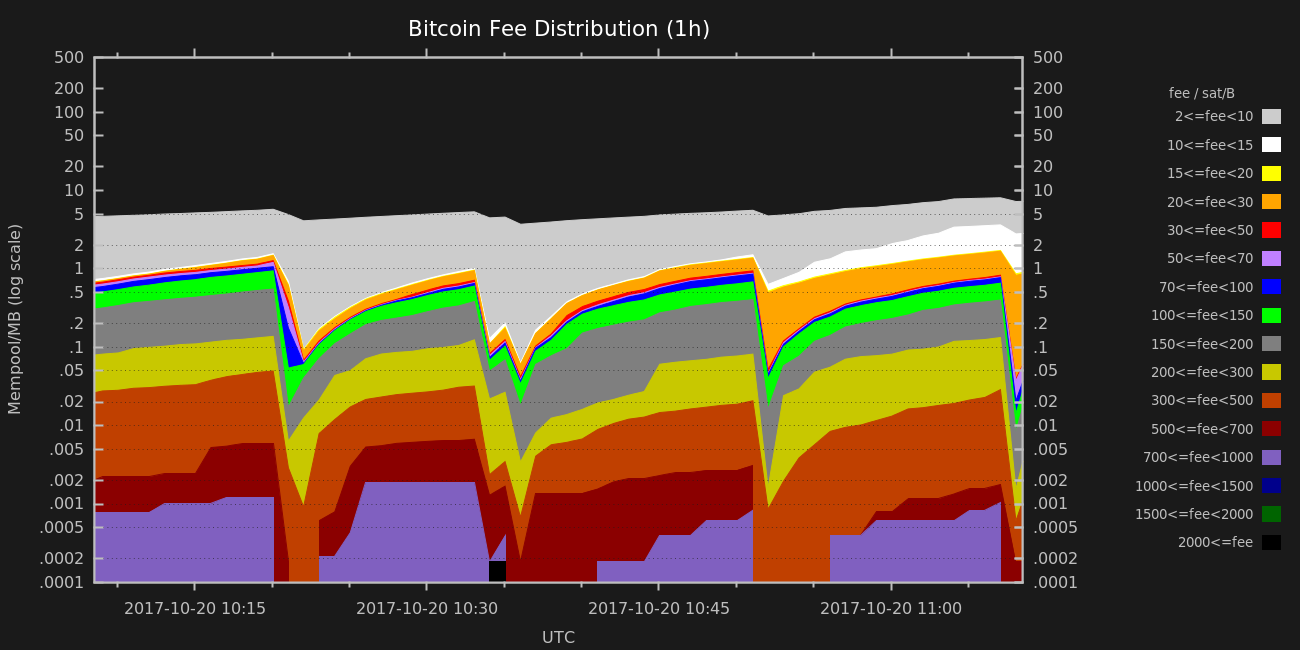 Bitcoin Fee Distribution (1h)
Mempool/MB (log scale)
500
200
100
50
20
10
5
2
1
.5
.2
.1
.05
.02
.01
.005
.002
.001
.0005
.0002
.0001
2017-10-20 10:15
2017-10-20 10:30
2017-10-20 10:45
2017-10-20 11:00
UTC
500
200
100
50
20
10
5
2
1
.5
.2
.1
.05
.02
.01
.005
.002
.001
.0005
.0002
.0001
fee / sat/B
2<=fee<10
10<=fee<15
15<=fee<20
20<=fee<30
30<=fee<50
50<=fee<70
70<=fee<100
100<=fee<150
150<=fee<200
200<=fee<300
300<=fee<500
500<=fee<700
700<=fee<1000
1000<=fee<1500
1500<=fee<2000
2000<=fee